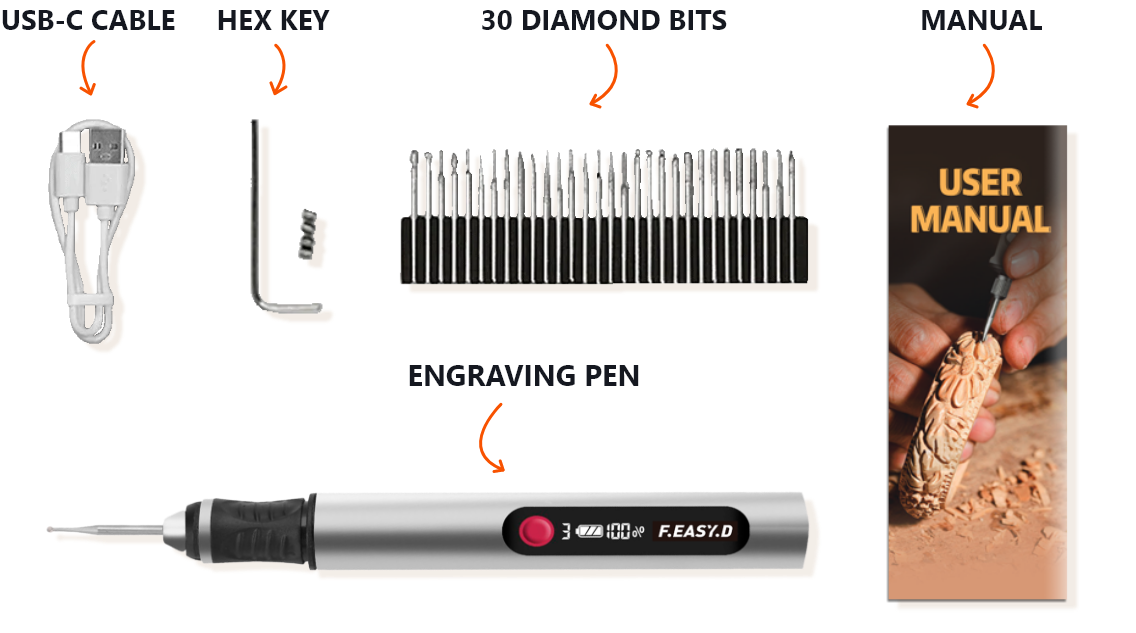 USB-C CABLE
HEX KEY
30 DIAMOND BITS
MANUAL
USER
MANUAL
ENGRAVING PEN
3 100% F.EASY.D